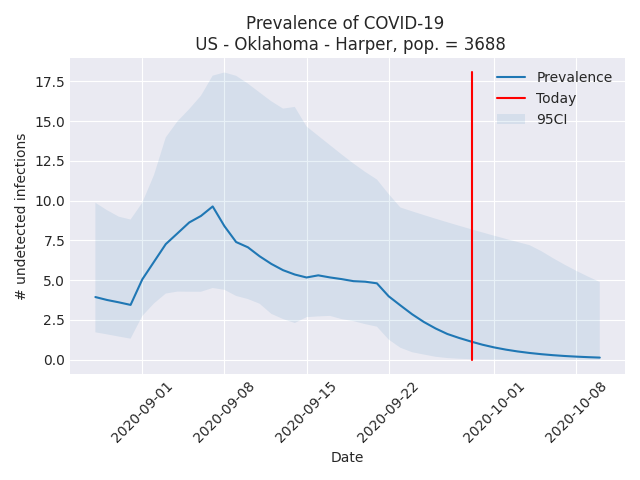 Prevalence of COVID-19
US - Oklahoma - Harper, pop. = 3688
Prevalence
Today
95CI
# undetected infections
17.5
15.0
12.5
10.0
7.5
5.0
2.5
0.0
2020-09-01
2020-09-08
2020-09-15
2020-09-22
2020-10-01
2020-10-08
Date